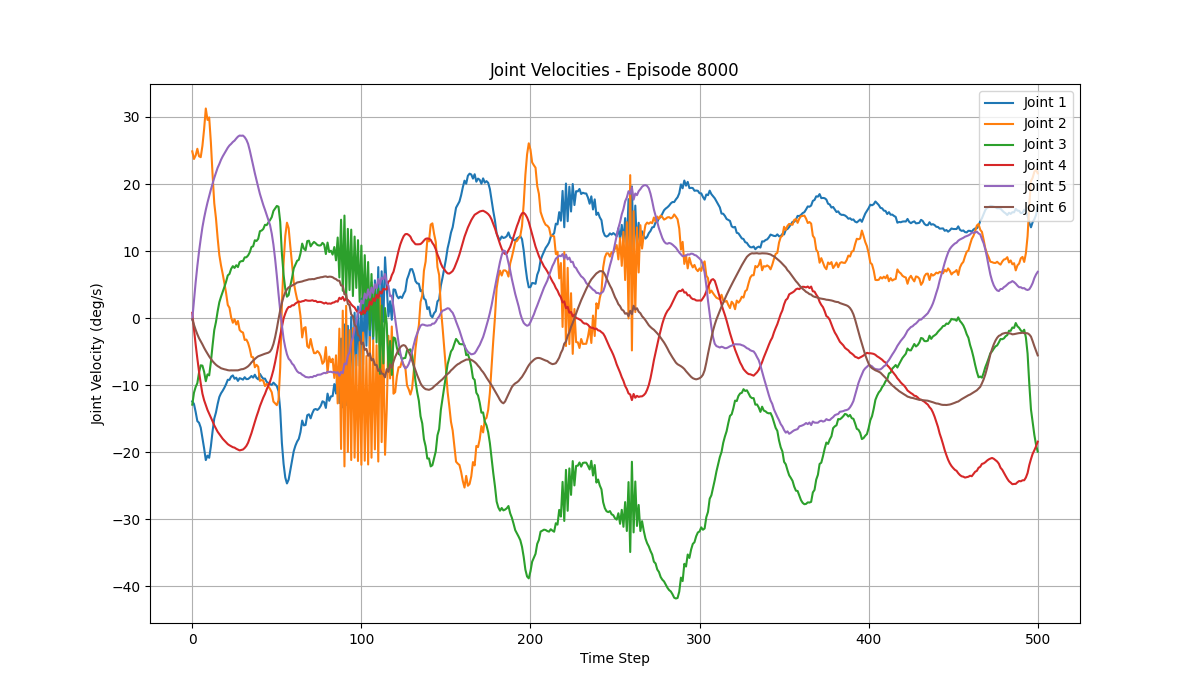 Joint Velocities - Episode 8000
Joint 1
Joint 2
Joint 3
Joint 4
Joint 5
Joint 6
Joint Velocity (deg/s)
30
20
10
0
−10
−20
−30
−40
0
100
200
300
400
500
Time Step